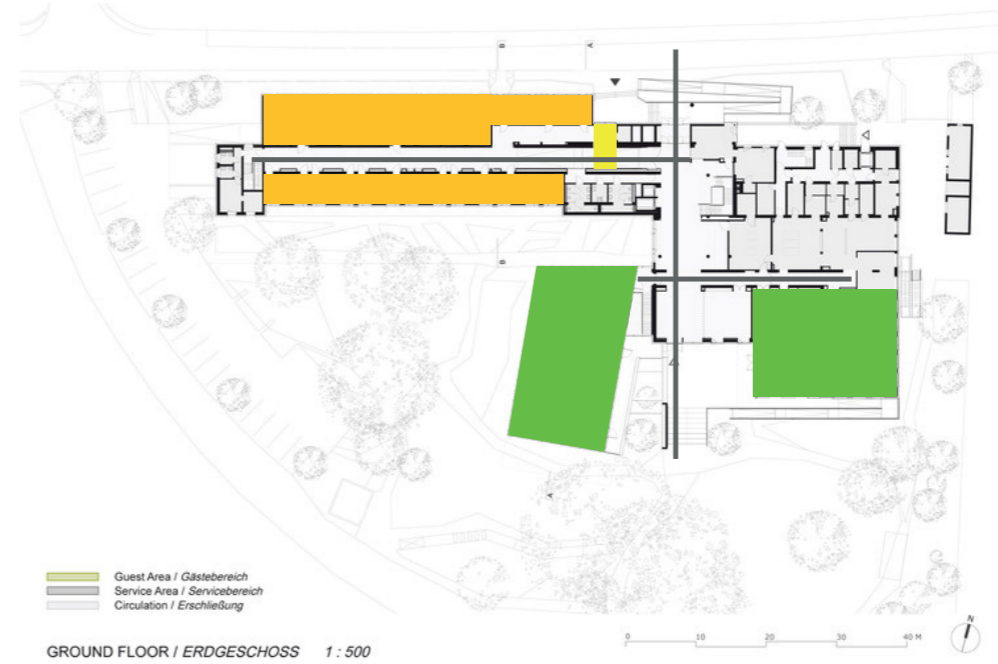 B
A
B
A
Guest Area / Gästebereich
Service Area / Servicebereich
Circulation / Erschließung
GROUND FLOOR / ERDGESCHOSS 1 : 500
0 10 20 30 40 M
N